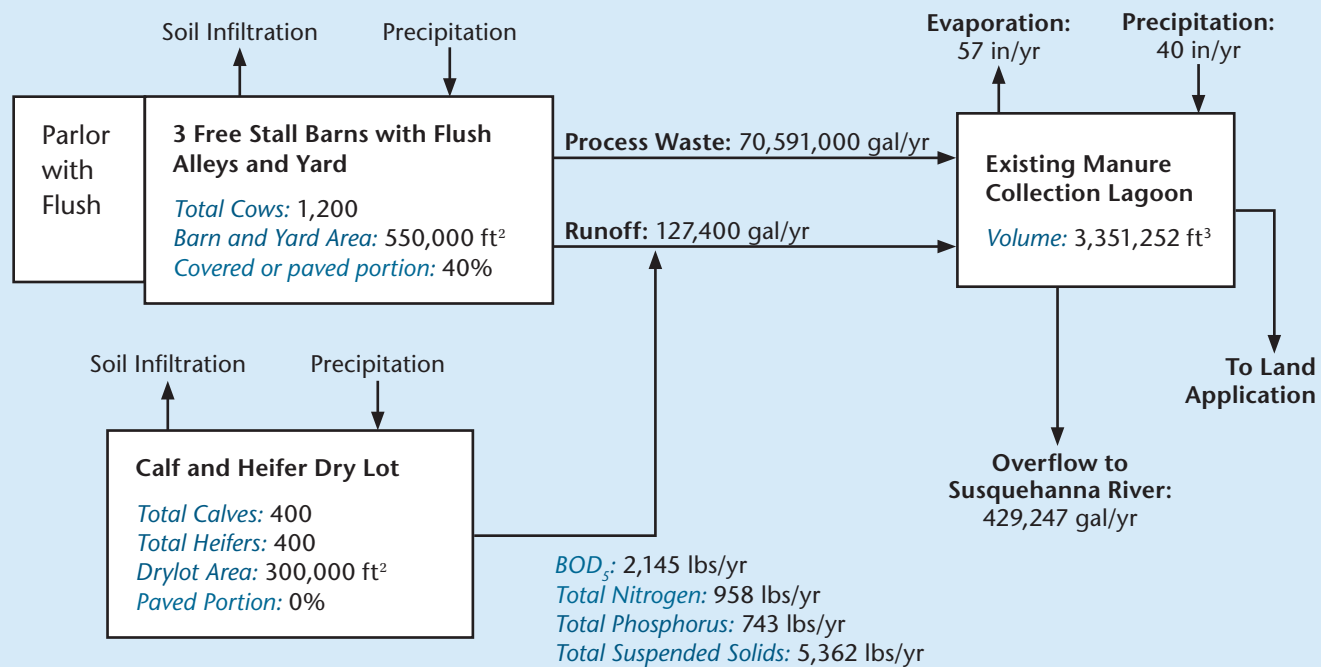 Soil Infiltration
Precipitation
Parlor
with
Flush
3 Free Stall Barns with Flush
Alleys and Yard
Total Cows: 1,200
Barn and Yard Area: 550,000 ft²
Covered or paved portion: 40%
Process Waste: 70,591,000 gal/yr
Runoff: 127,400 gal/yr
Evaporation:
57 in/yr
Precipitation:
40 in/yr
Existing Manure
Collection Lagoon
Volume: 3,351,252 ft³
To Land
Application
Overflow to
Susquehanna River:
429,247 gal/yr
Soil Infiltration
Precipitation
Calf and Heifer Dry Lot
Total Calves: 400
Total Heifers: 400
Drylot Area: 300,000 ft²
Paved Portion: 0%
BOD₅: 2,145 lbs/yr
Total Nitrogen: 958 lbs/yr
Total Phosphorus: 743 lbs/yr
Total Suspended Solids: 5,362 lbs/yr